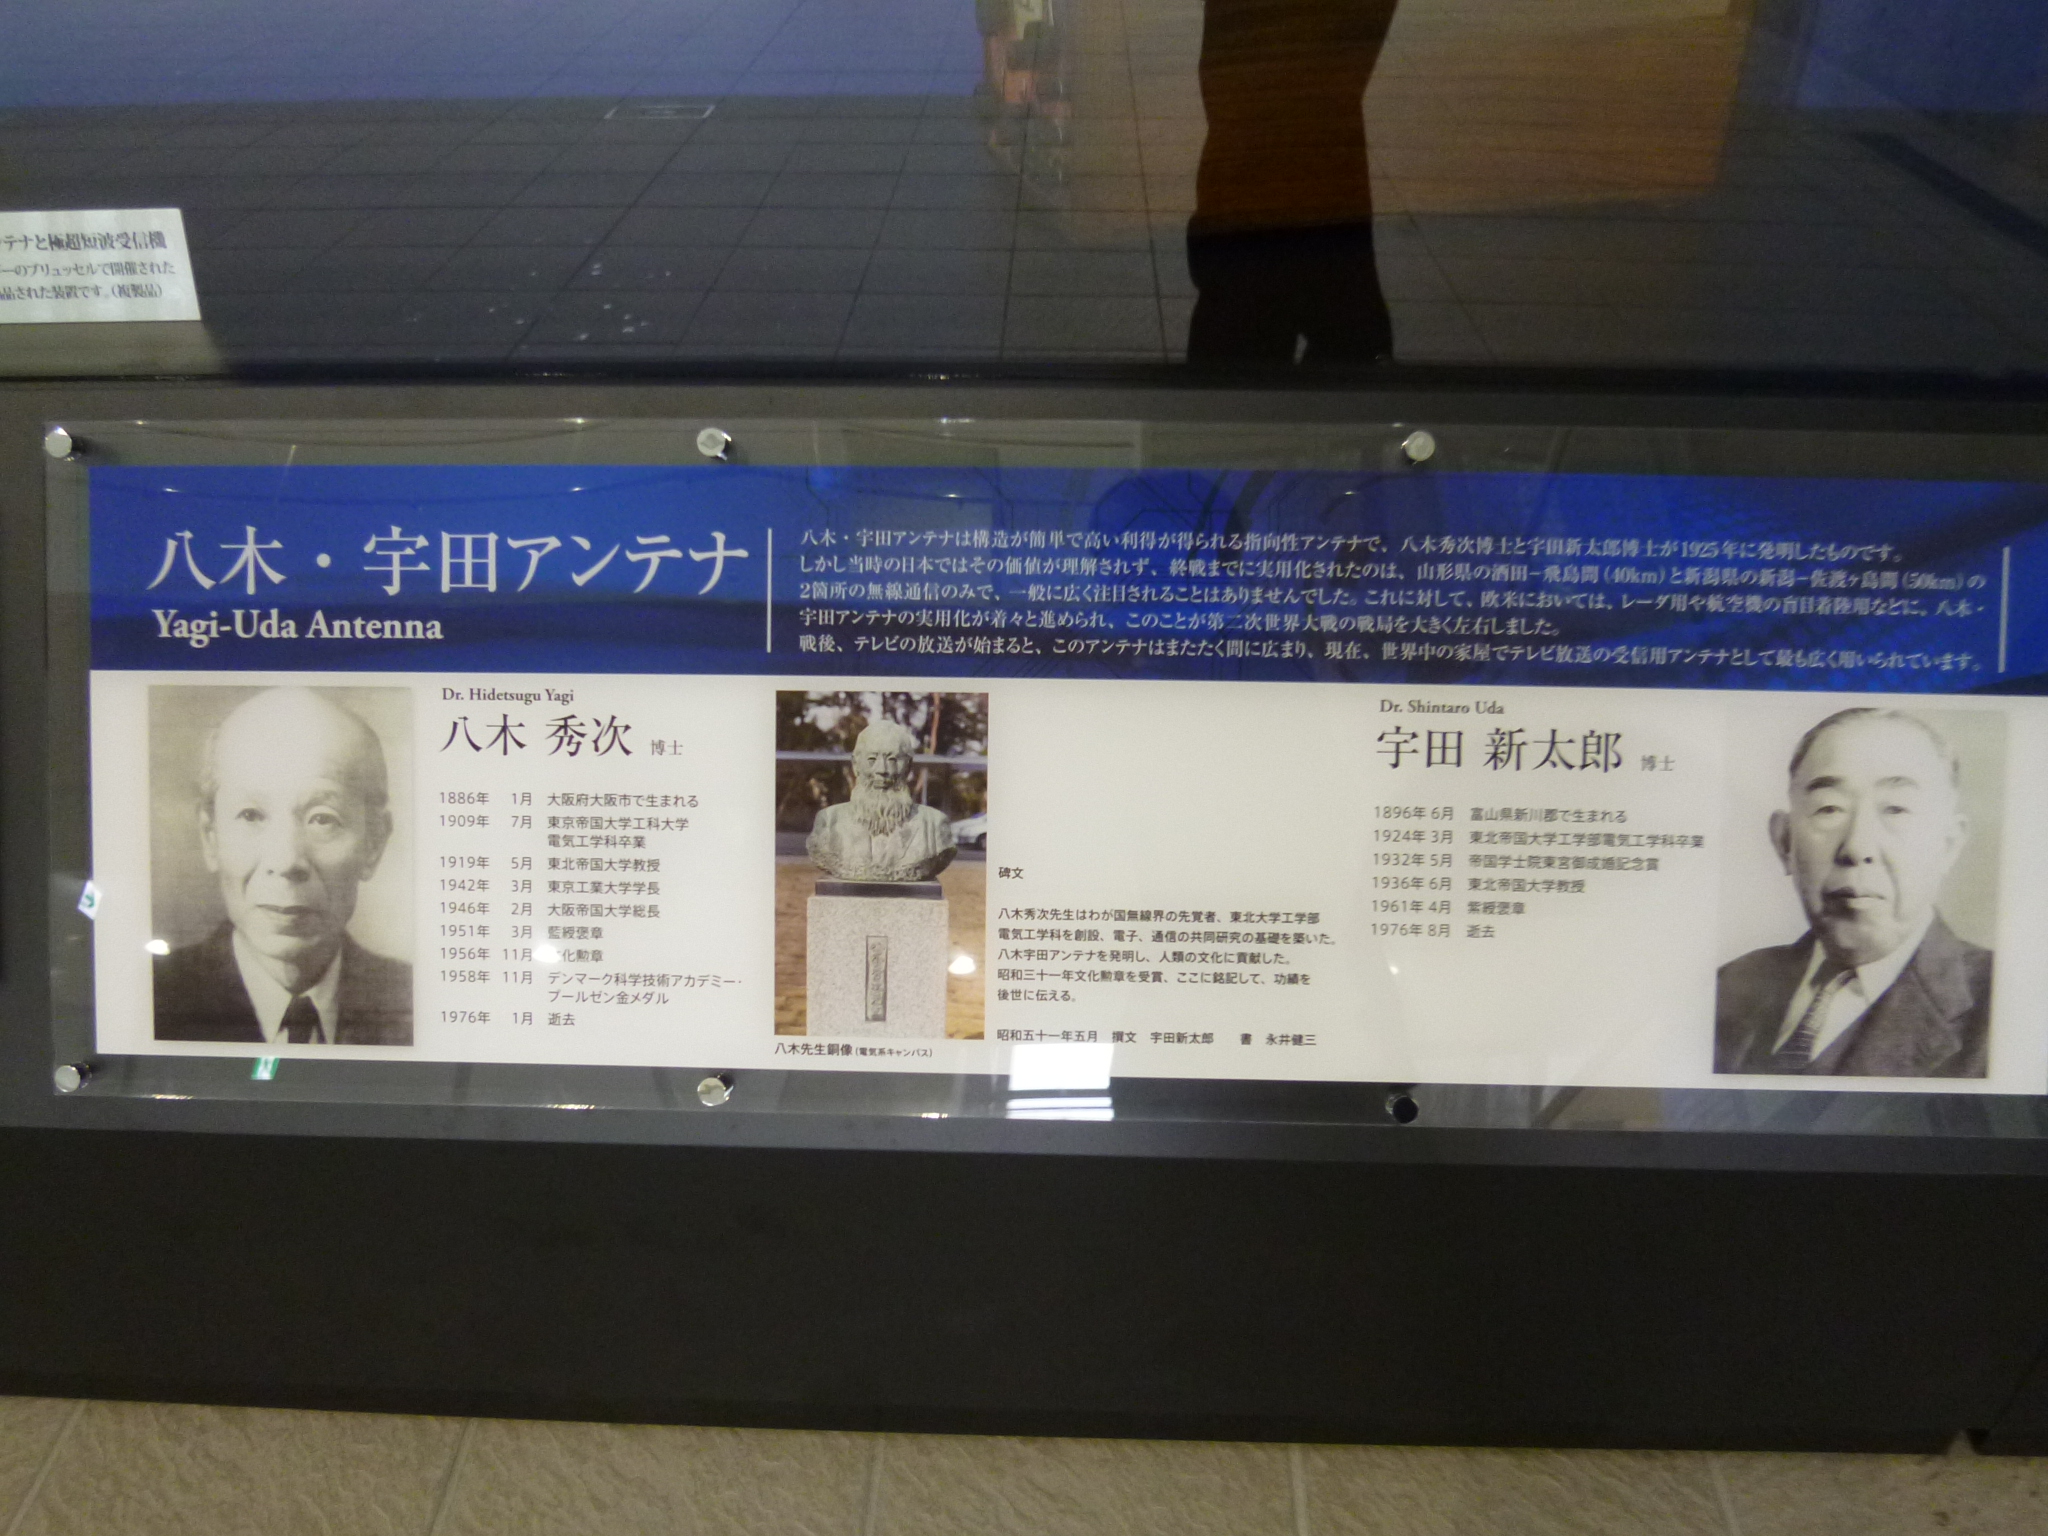 テナと極超短波受信機
ーのブリュッセルで開催された
品された装置です。(複製品)
八木・宇田アンテナ
Yagi-Uda Antenna
八木・宇田アンテナは構造が簡単で高い利得が得られる指向性アンテナで、八木秀次博士と宇田新太郎博士が1925年に発明したものです。
しかし当時の日本ではその価値が理解されず、終戦までに実用化されたのは、山形県の酒田−飛島間(40km)と新潟県の新潟−佐渡ヶ島間(50km)の
2箇所の無線通信のみで、一般に広く注目されることはありませんでした。これに対して、欧米においては、レーダ用や航空機の盲目着陸用などに、八木・
宇田アンテナの実用化が着々と進められ、このことが第二次世界大戦の戦局を大きく左右しました。
戦後、テレビの放送が始まると、このアンテナはまたたく間に広まり、現在、世界中の家屋でテレビ放送の受信用アンテナとして最も広く用いられています。
Dr. Hidetsugu Yagi
八木 秀次 博士
1886年 1月 大阪府大阪市で生まれる
1909年 7月 東京帝国大学工科大学
電気工学科卒業
1919年 5月 東北帝国大学教授
1942年 3月 東京工業大学学長
1946年 2月 大阪帝国大学総長
1951年 3月 藍綬褒章
1956年 11月 文化勲章
1958年 11月 デンマーク科学技術アカデミー・
プールゼン金メダル
1976年 1月 逝去
八木先生銅像(電気系キャンパス)
碑文
八木秀次先生はわが国無線界の先覚者、東北大学工学部
電気工学科を創設、電子、通信の共同研究の基礎を築いた。
八木宇田アンテナを発明し、人類の文化に貢献した。
昭和三十一年文化勲章を受賞、ここに銘記して、功績を
後世に伝える。
昭和五十一年五月 撰文 宇田新太郎 書 永井健三
Dr. Shintaro Uda
宇田 新太郎 博士
1896年 6月 富山県新川郡で生まれる
1924年 3月 東北帝国大学工学部電気工学科卒業
1932年 5月 帝国学士院東宮御成婚記念賞
1936年 6月 東北帝国大学教授
1961年 4月 紫綬褒章
1976年 8月 逝去